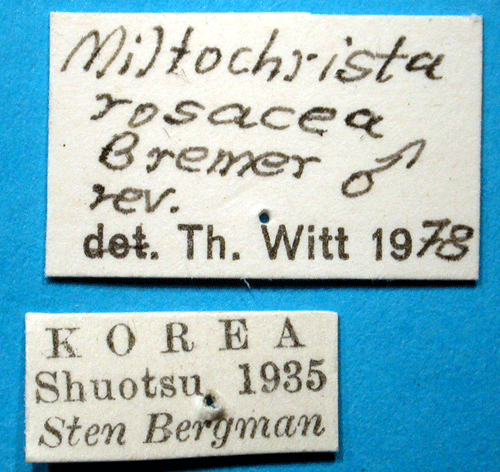 Miltochrista
rosacea
Bremer ♂
rev.
det. Th. Witt 1978
KOREA
Shuotsu 1935
Sten Bergman